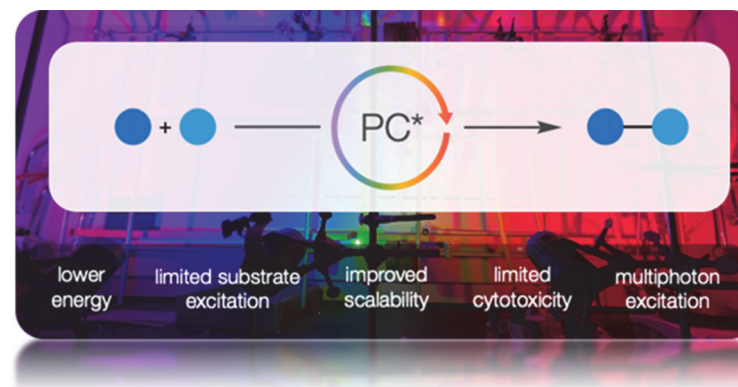 +
PC*
lower
energy
limited substrate
excitation
improved
scalability
limited
cytotoxicity
multiphoton
excitation